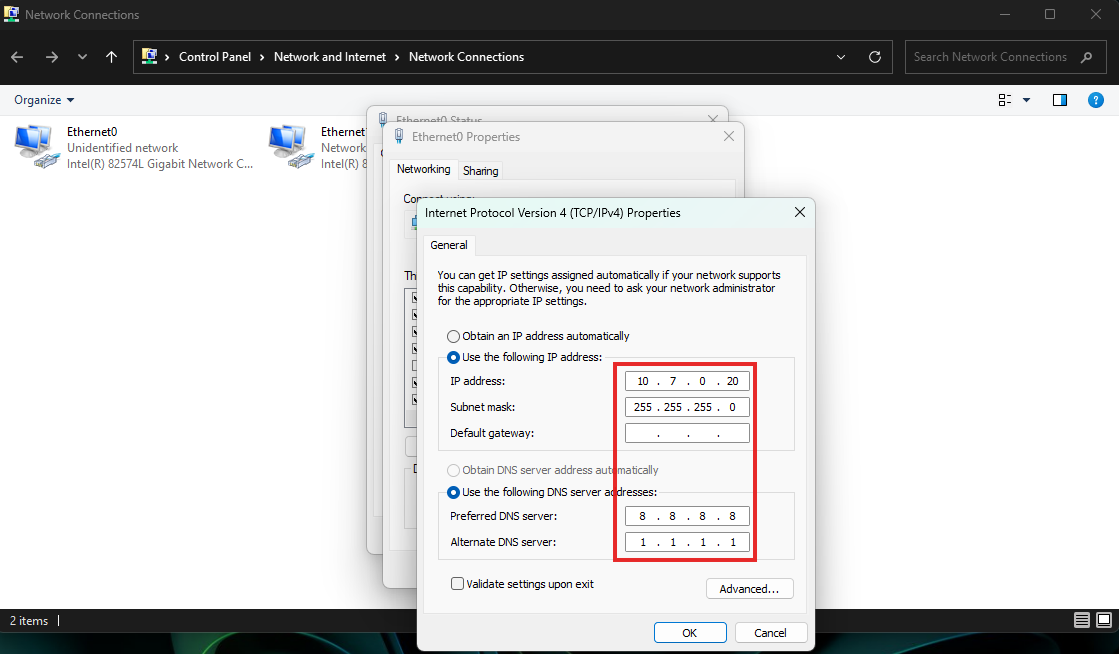 Network Connections
Control Panel > Network and Internet > Network Connections
Search Network Connections
Organize
Ethernet0
Unidentified network
Intel(R) 82574L Gigabit Network C...
Ethernet
Network
Intel(R) 8
Ethernet0 Status
Ethernet0 Properties
Networking
Sharing
Connect using:
Th
Internet Protocol Version 4 (TCP/IPv4) Properties
General
You can get IP settings assigned automatically if your network supports
this capability. Otherwise, you need to ask your network administrator
for the appropriate IP settings.
Obtain an IP address automatically
Use the following IP address:
IP address: 10 . 7 . 0 . 20
Subnet mask: 255 . 255 . 255 . 0
Default gateway: . . .
Obtain DNS server address automatically
Use the following DNS server addresses:
Preferred DNS server: 8 . 8 . 8 . 8
Alternate DNS server: 1 . 1 . 1 . 1
Validate settings upon exit
Advanced...
OK
Cancel
2 items